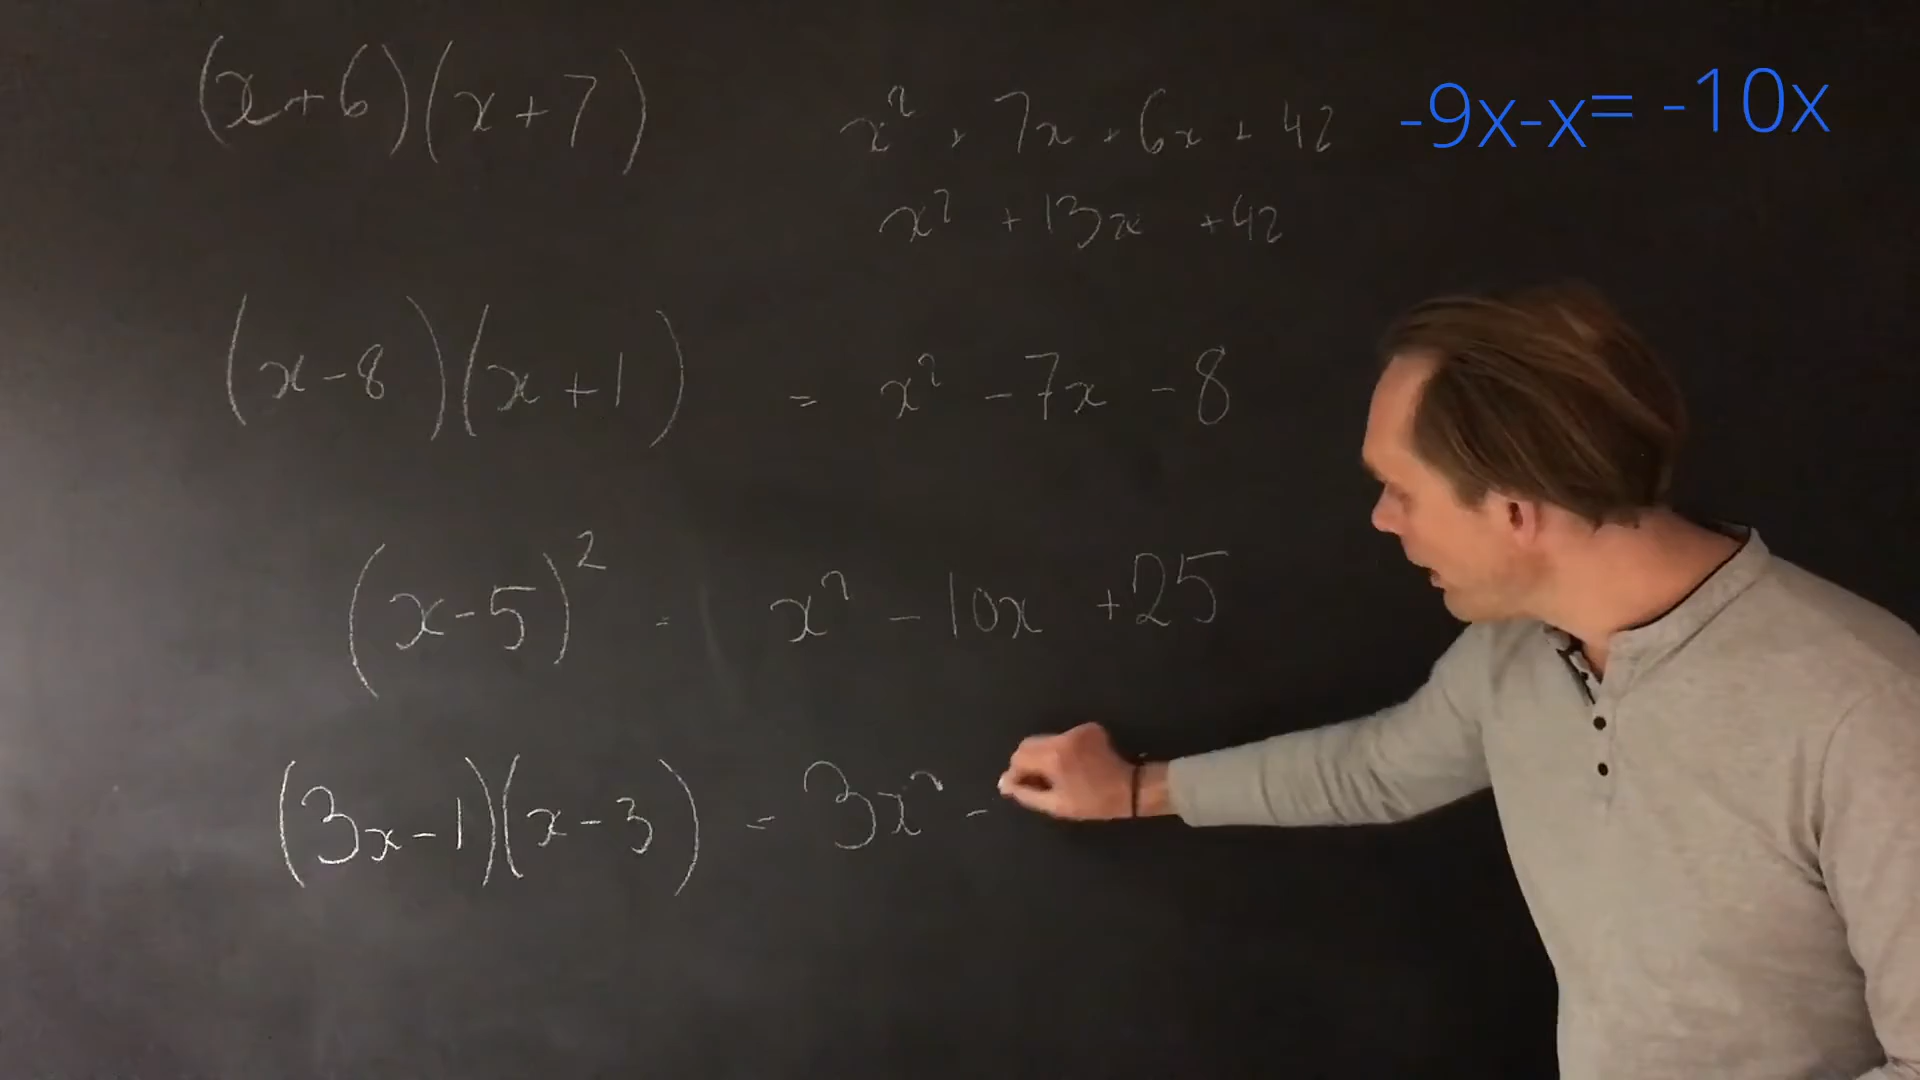 (x+6)(x+7) x² + 7x + 6x + 42
-9x-x= -10x
x² + 13x + 42
(x-8)(x+1) = x² - 7x - 8
(x-5)² = x² - 10x + 25
(3x-1)(x-3) = 3x² -